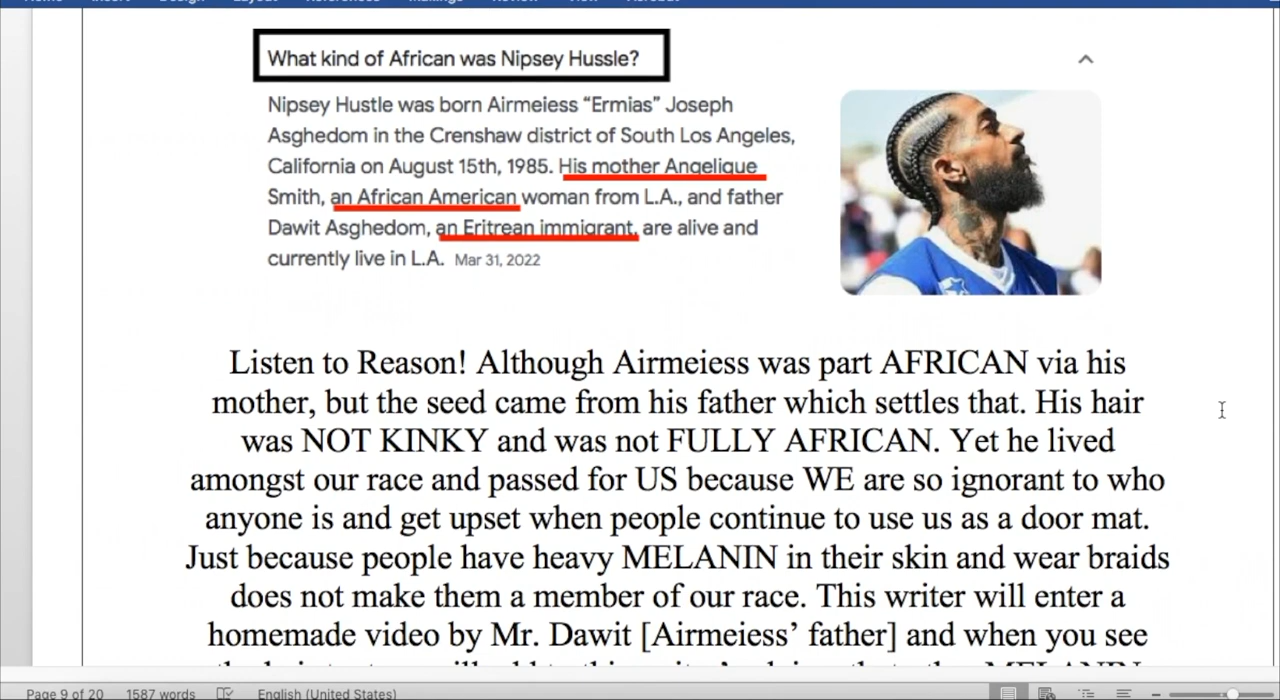 What kind of African was Nipsey Hussle?
Nipsey Hustle was born Airmeiess “Ermias” Joseph
Asghedom in the Crenshaw district of South Los Angeles,
California on August 15th, 1985. His mother Angelique
Smith, an African American woman from L.A., and father
Dawit Asghedom, an Eritrean immigrant, are alive and
currently live in L.A. Mar 31, 2022
Listen to Reason! Although Airmeiess was part AFRICAN via his
mother, but the seed came from his father which settles that. His hair
was NOT KINKY and was not FULLY AFRICAN. Yet he lived
amongst our race and passed for US because WE are so ignorant to who
anyone is and get upset when people continue to use us as a door mat.
Just because people have heavy MELANIN in their skin and wear braids
does not make them a member of our race. This writer will enter a
homemade video by Mr. Dawit [Airmeiess’ father] and when you see
Page 9 of 20 1587 words English (United States)